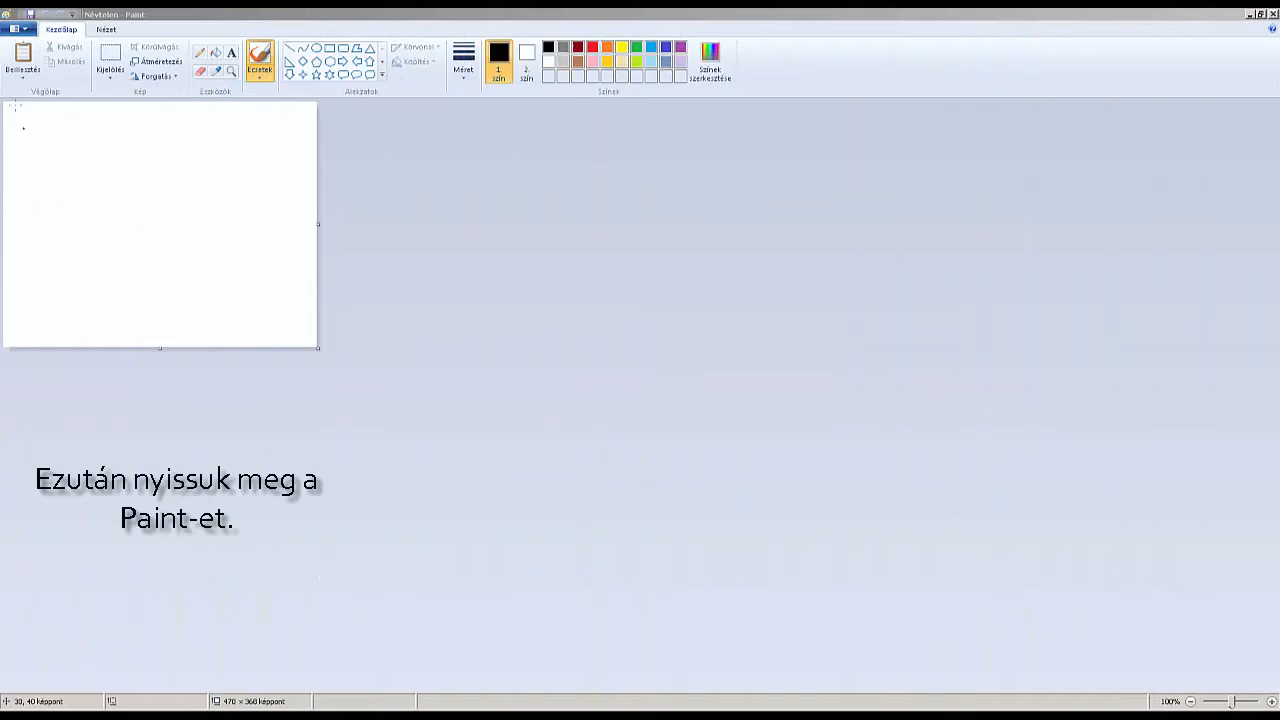 Névtelen - Paint
Kezdőlap
Nézet
Beillesztés
Kivágás
Másolás
Vágólap
Kijelölés
Körülvágás
Átméretezés
Forgatás
Kép
A
Eszközök
Ecsetek
Körvonal
Kitöltés
Alakzatok
Méret
1.
szín
2.
szín
Színek
szerkesztése
Színek
Ezután nyissuk meg a
Paint-et.
30, 40 képpont
470 × 368 képpont
100%